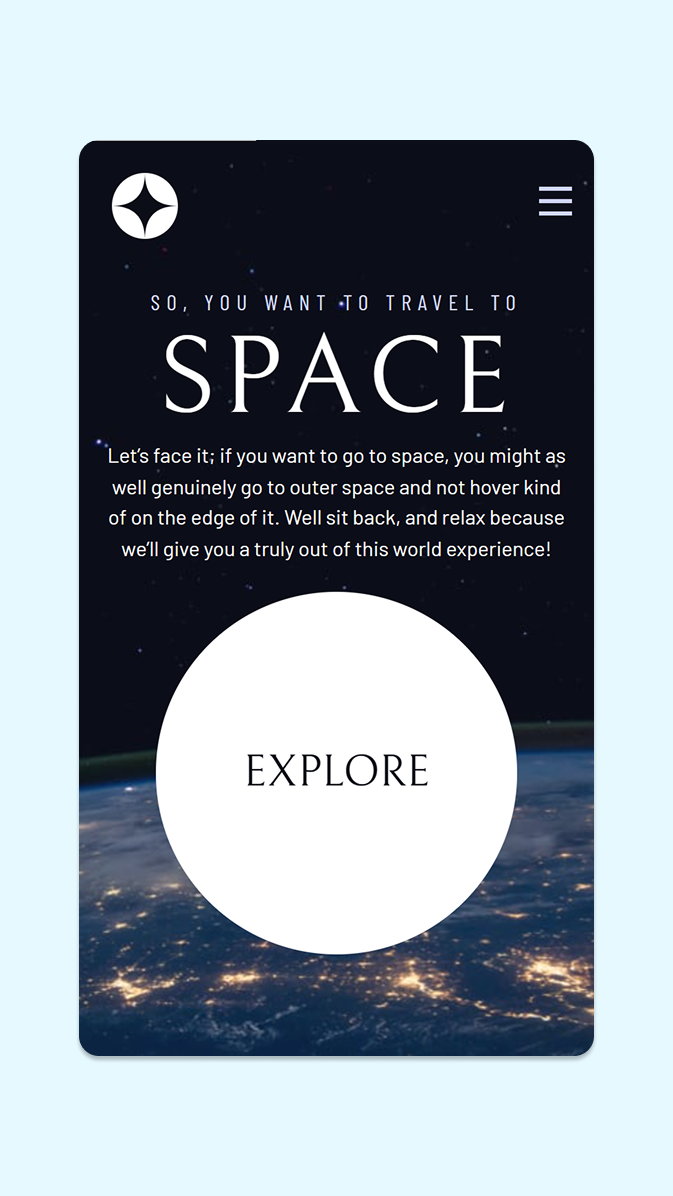 SO, YOU WANT TO TRAVEL TO
SPACE
Let’s face it; if you want to go to space, you might as
well genuinely go to outer space and not hover kind
of on the edge of it. Well sit back, and relax because
we’ll give you a truly out of this world experience!
EXPLORE